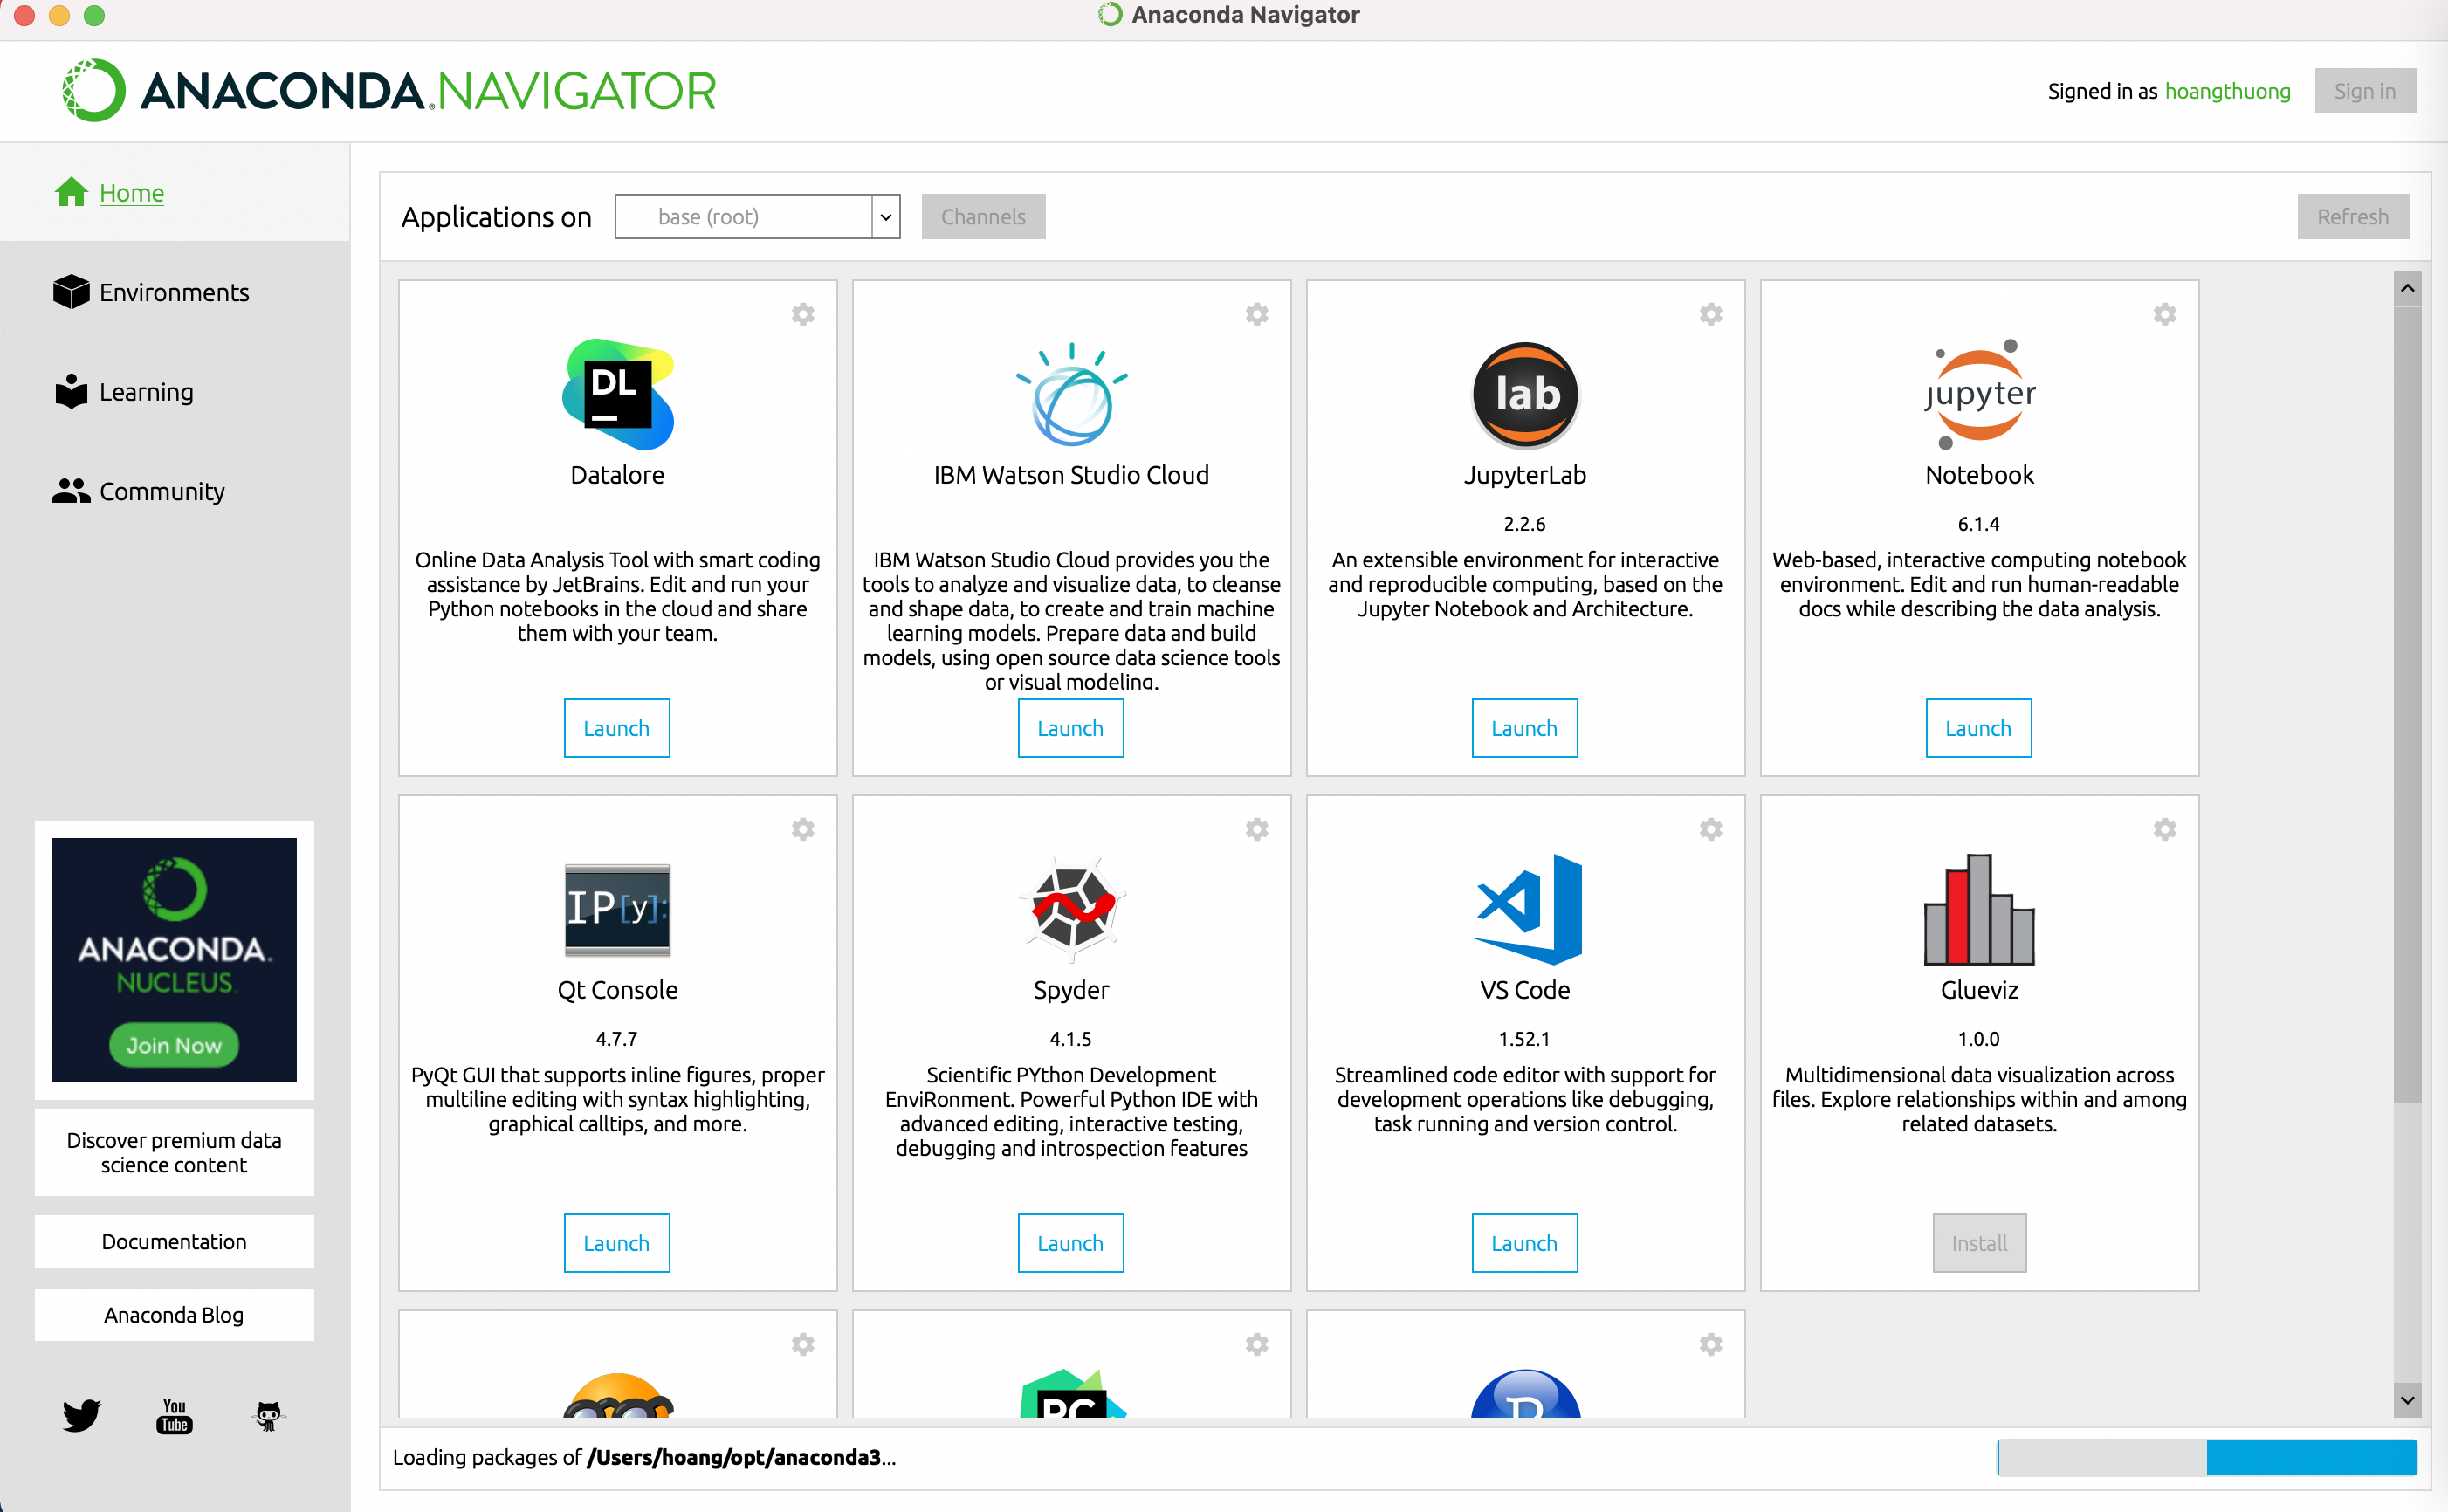 Anaconda Navigator
ANACONDA.NAVIGATOR
Signed in as hoangthuong
Sign in
Home
Environments
Learning
Community
Applications on
base (root)
Channels
Refresh
DL
Datalore
Online Data Analysis Tool with smart coding
assistance by JetBrains. Edit and run your
Python notebooks in the cloud and share
them with your team.
Launch
IBM Watson Studio Cloud
IBM Watson Studio Cloud provides you the
tools to analyze and visualize data, to cleanse
and shape data, to create and train machine
learning models. Prepare data and build
models, using open source data science tools
or visual modeling.
Launch
lab
JupyterLab
2.2.6
An extensible environment for interactive
and reproducible computing, based on the
Jupyter Notebook and Architecture.
Launch
jupyter
Notebook
6.1.4
Web-based, interactive computing notebook
environment. Edit and run human-readable
docs while describing the data analysis.
Launch
IP[y]:
Qt Console
4.7.7
PyQt GUI that supports inline figures, proper
multiline editing with syntax highlighting,
graphical calltips, and more.
Launch
Spyder
4.1.5
Scientific PYthon Development
EnviRonment. Powerful Python IDE with
advanced editing, interactive testing,
debugging and introspection features
Launch
VS Code
1.52.1
Streamlined code editor with support for
development operations like debugging,
task running and version control.
Launch
Glueviz
1.0.0
Multidimensional data visualization across
files. Explore relationships within and among
related datasets.
Install
PC
R
ANACONDA.
NUCLEUS
Join Now
Discover premium data
science content
Documentation
Anaconda Blog
You
Tube
Loading packages of /Users/hoang/opt/anaconda3...